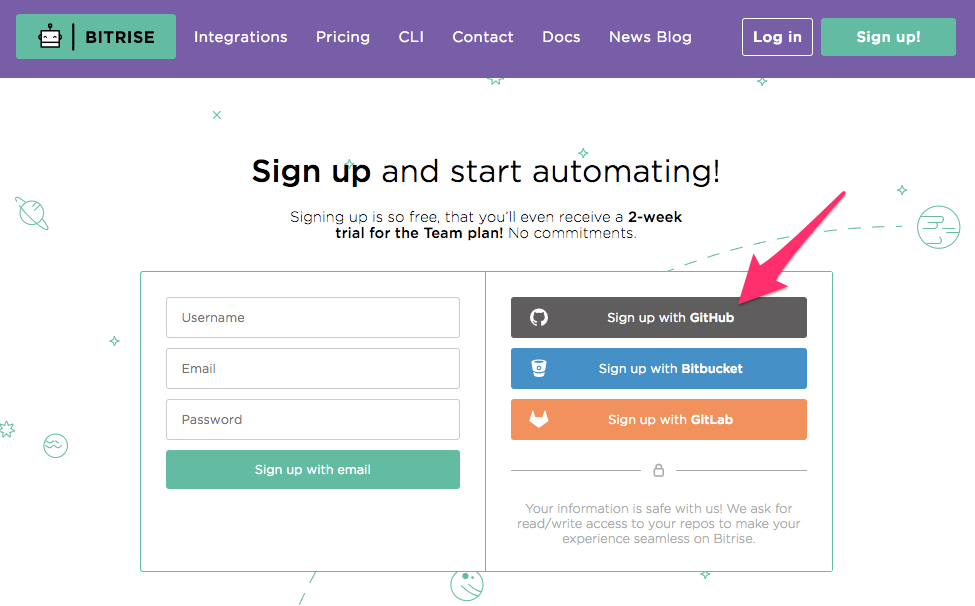 BITRISE
Integrations
Pricing
CLI
Contact
Docs
News Blog
Log in
Sign up!
Sign up and start automating!
Signing up is so free, that you'll even receive a 2-week
trial for the Team plan! No commitments.
Username
Email
Password
Sign up with email
Sign up with GitHub
Sign up with Bitbucket
Sign up with GitLab
Your information is safe with us! We ask for
read/write access to your repos to make your
experience seamless on Bitrise.